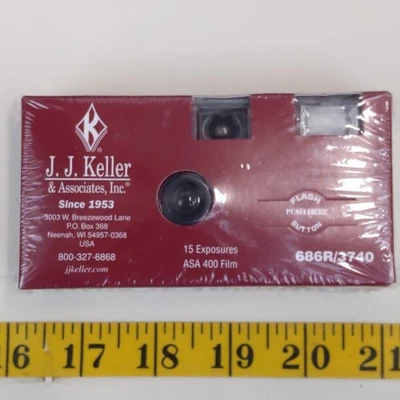 K
J. J. Keller
& Associates, Inc.®
Since 1953
3003 W. Breezewood Lane
P.O. Box 368
Neenah, WI 54957-0368
USA
800-327-6868
jjkeller.com
15 Exposures
ASA 400 Film
FLASH
PUSH HERE
BUTTON
686R/3740
16 17 18 19 20 21